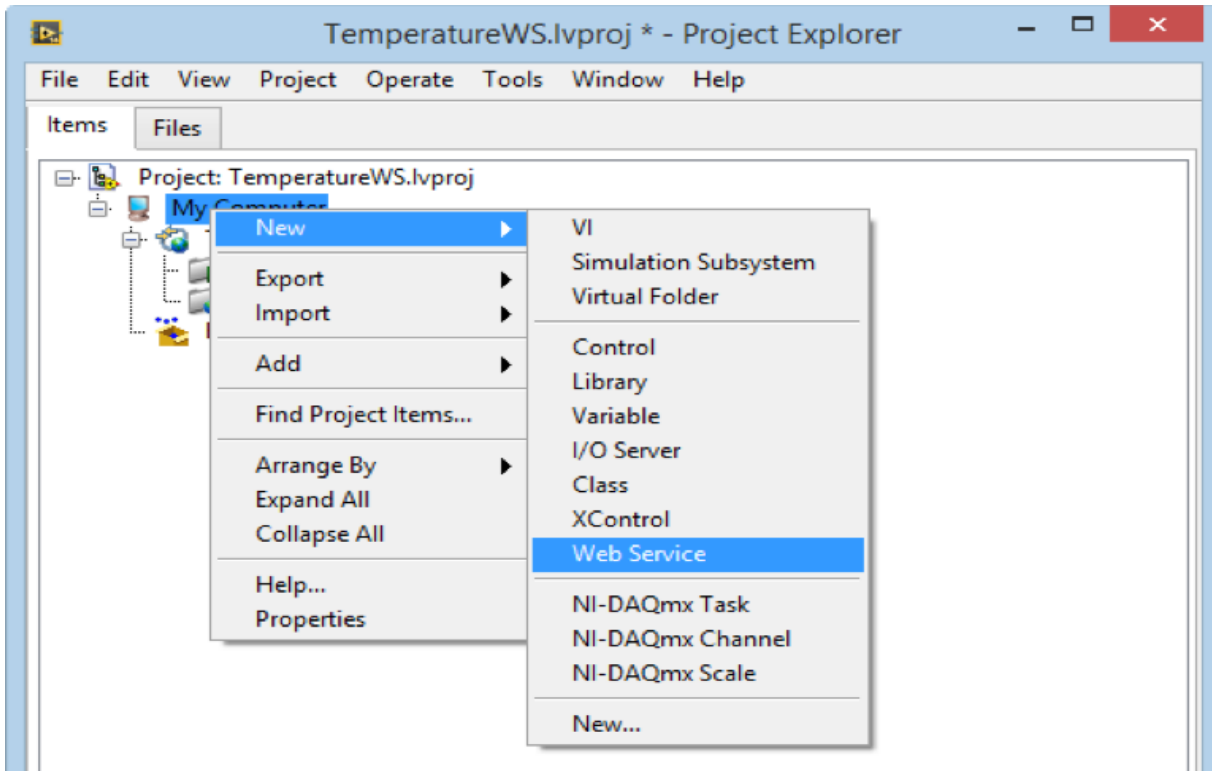 TemperatureWS.lvproj * - Project Explorer
File Edit View Project Operate Tools Window Help
Items Files
Project: TemperatureWS.lvproj
My Computer
New
Export
Import
Add
Find Project Items...
Arrange By
Expand All
Collapse All
Help...
Properties
VI
Simulation Subsystem
Virtual Folder
Control
Library
Variable
I/O Server
Class
XControl
Web Service
NI-DAQmx Task
NI-DAQmx Channel
NI-DAQmx Scale
New...